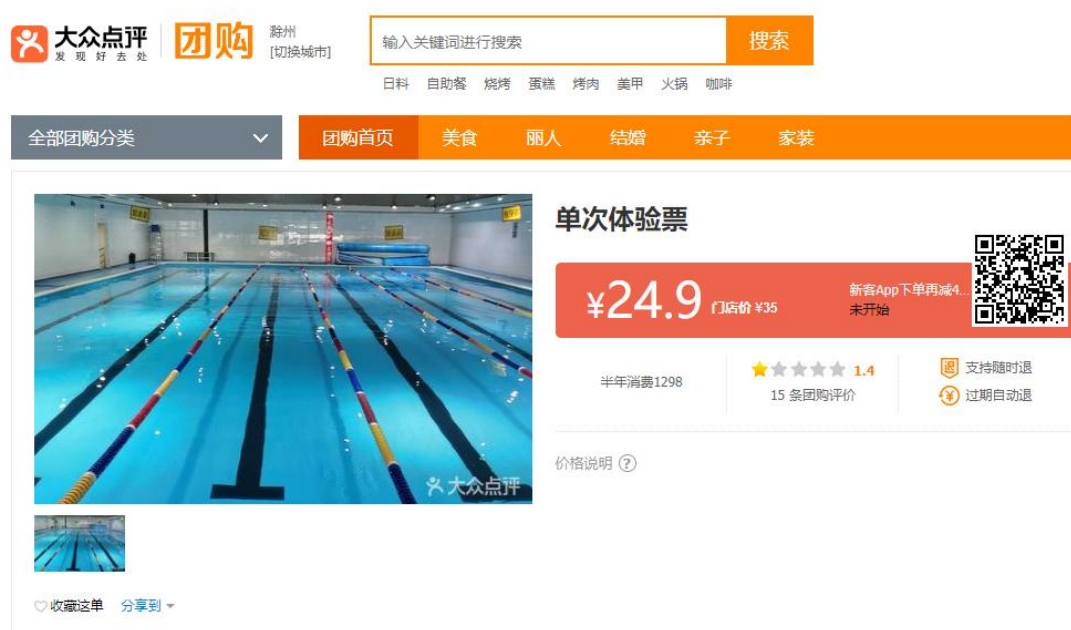 大众点评
发现好去处
团购
滁州
[切换城市]
输入关键词进行搜索
搜索
日料 自助餐 烧烤 蛋糕 烤肉 美甲 火锅 咖啡
全部团购分类
团购首页 美食 丽人 结婚 亲子 家装
单次体验票
¥24.9 门店价 ¥35
新客App下单再减4...
未开始
半年消费1298
1.4
15 条团购评价
支持随时退
过期自动退
价格说明 ?
大众点评
收藏这单 分享到